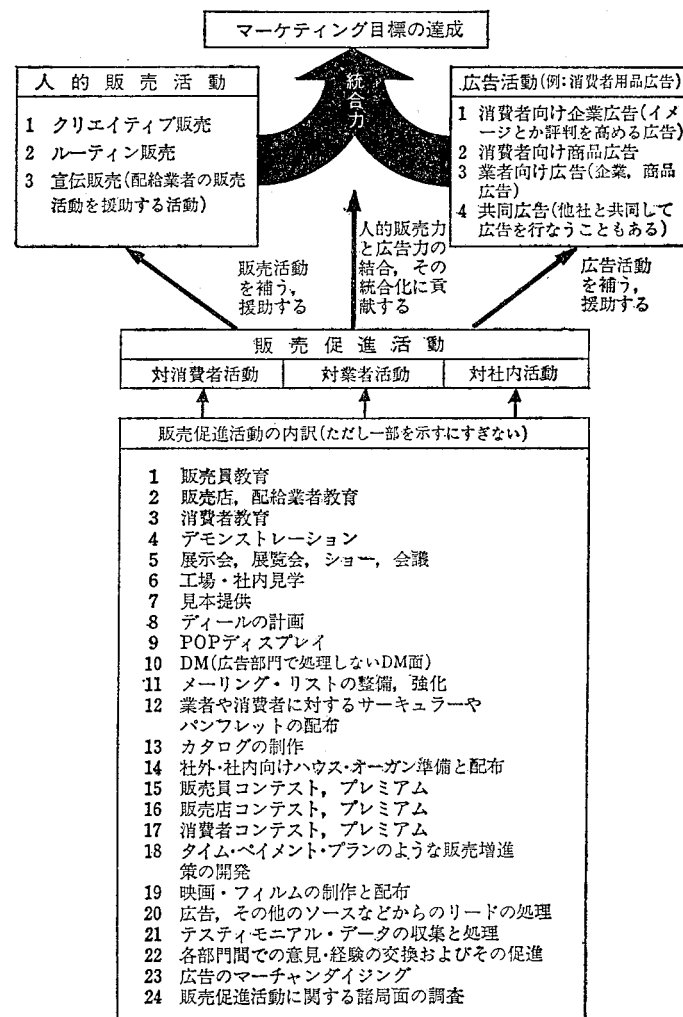 マーケティング目標の達成
統合力
人的販売活動
1 クリエイティブ販売
2 ルーティン販売
3 宣伝販売(配給業者の販売
活動を援助する活動)
広告活動(例:消費者用品広告)
1 消費者向け企業広告(イメ
ージとか評判を高める広告)
2 消費者向け商品広告
3 業者向け広告(企業,商品
広告)
4 共同広告(他社と共同して
広告を行なうこともある)
販売活動
を補う,
援助する
人的販売力
と広告力の
結合,その
統合化に貢
献する
広告活動
を補う,
援助する
販売促進活動
対消費者活動
対業者活動
対社内活動
販売促進活動の内訳(ただし一部を示すにすぎない)
1 販売員教育
2 販売店,配給業者教育
3 消費者教育
4 デモンストレーション
5 展示会,展覧会,ショー,会議
6 工場・社内見学
7 見本提供
8 ディールの計画
9 POPディスプレイ
10 DM(広告部門で処理しないDM面)
11 メーリング・リストの整備,強化
12 業者や消費者に対するサーキュラーや
パンフレットの配布
13 カタログの制作
14 社外・社内向けハウス・オーガン準備と配布
15 販売員コンテスト,プレミアム
16 販売店コンテスト,プレミアム
17 消費者コンテスト,プレミアム
18 タイム・ペイメント・プランのような販売増進
策の開発
19 映画・フィルムの制作と配布
20 広告,その他のソースなどからのリードの処理
21 テスティモニアル・データの収集と処理
22 各部門間での意見・経験の交換およびその促進
23 広告のマーチャンダイジング
24 販売促進活動に関する諸局面の調査